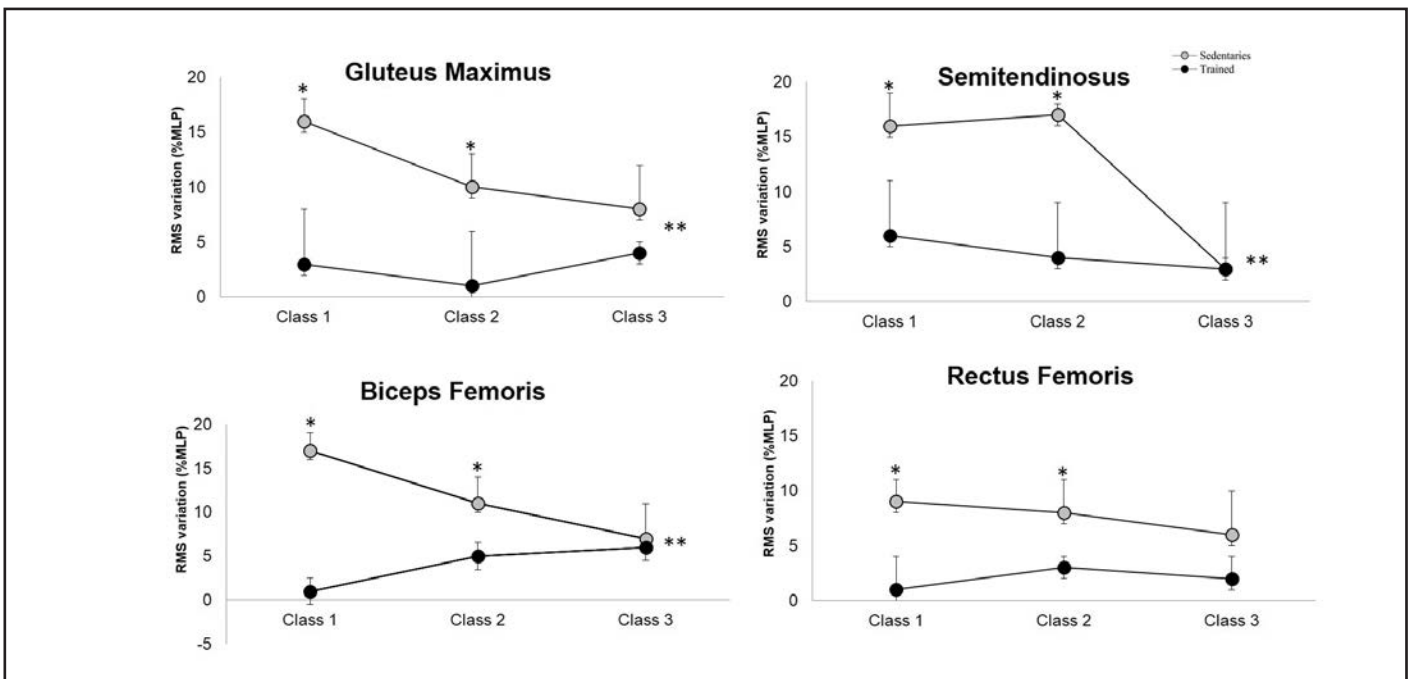 Gluteus Maximus
RMS variation (%MLP)
20
15
10
5
0
*
*
**
Class 1
Class 2
Class 3
Semitendinosus
Sedentaries
Trained
RMS variation (%MLP)
20
15
10
5
0
*
*
**
Class 1
Class 2
Class 3
Biceps Femoris
RMS variation (%MLP)
20
15
10
5
0
-5
*
*
**
Class 1
Class 2
Class 3
Rectus Femoris
RMS variation (%MLP)
20
15
10
5
0
*
*
Class 1
Class 2
Class 3